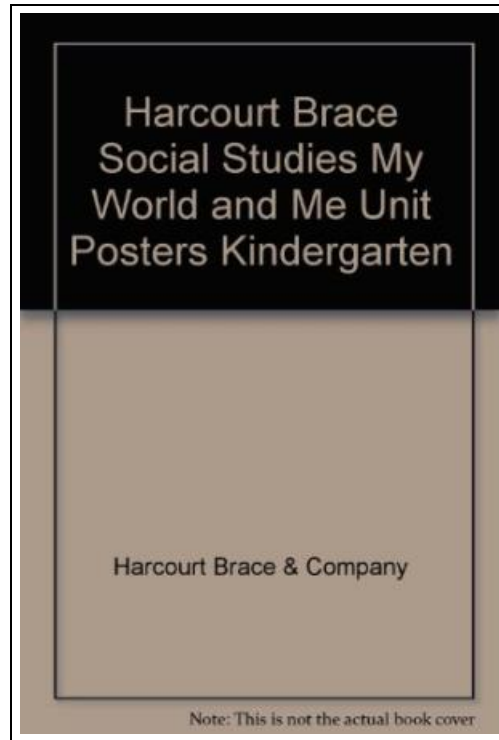 Harcourt Brace
Social Studies My
World and Me Unit
Posters Kindergarten
Harcourt Brace & Company
Note: This is not the actual book cover